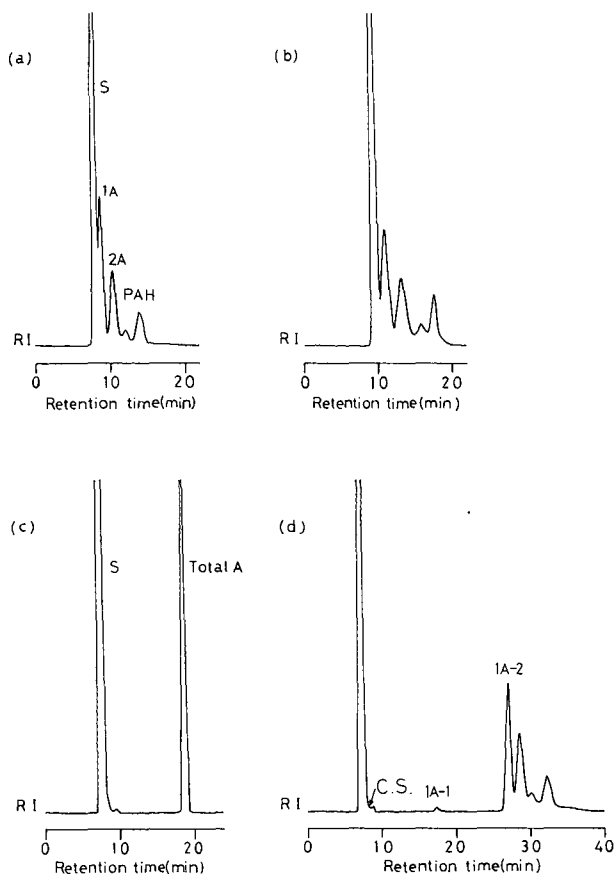 (a)
S
1A
2A
PAH
RI
0 10 20
Retention time(min)
(b)
RI
0 10 20
Retention time(min)
(c)
S
Total A
RI
0 10 20
Retention time(min)
(d)
1A-2
C.S.
1A-1
RI
0 10 20 30 40
Retention time(min)